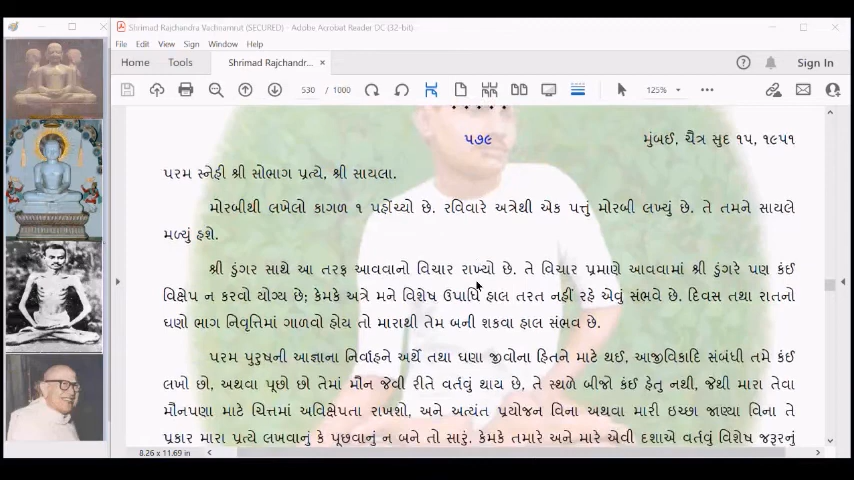 Shrimad Rajchandra Vachnamrut (SECURED) - Adobe Acrobat Reader DC (32-bit)
File Edit View Sign Window Help
Home Tools Shrimad Rajchandr... × Sign In
530 / 1000 125%
૫૭૯ મુંબઈ, ચૈત્ર સુદ ૧૫, ૧૯૫૧
પરમ સ્નેહી શ્રી સોભાગ પ્રત્યે, શ્રી સાયલા.
મોરબીથી લખેલો કાગળ ૧ પહોંચ્યો છે. રવિવારે અત્રેથી એક પત્તું મોરબી લખ્યું છે. તે તમને સાયલે
મળ્યું હશે.
શ્રી ડુંગર સાથે આ તરફ આવવાનો વિચાર રાખ્યો છે. તે વિચાર પ્રમાણે આવવામાં શ્રી ડુંગરે પણ કંઈ
વિક્ષેપ ન કરવો યોગ્ય છે; કેમકે અત્રે મને વિશેષ ઉપાધિ હાલ તરત નહીં રહે એવું સંભવે છે. દિવસ તથા રાતનો
ઘણો ભાગ નિવૃત્તિમાં ગાળવો હોય તો મારાથી તેમ બની શકવા હાલ સંભવ છે.
પરમ પુરુષની આજ્ઞાના નિર્વાહને અર્થે તથા ઘણા જીવોના હિતને માટે થઈ, આજીવિકાદિ સંબંધી તમે કંઈ
લખો છો, અથવા પૂછો છો તેમાં મૌન જેવી રીતે વર્તવું થાય છે, તે સ્થળે બીજો કંઈ હેતુ નથી, જેથી મારા તેવા
મૌનપણા માટે ચિત્તમાં અવિક્ષેપતા રાખશો, અને અત્યંત પ્રયોજન વિના અથવા મારી ઇચ્છા જાણ્યા વિના તે
પ્રકાર મારા પ્રત્યે લખવાનું કે પૂછવાનું ન બને તો સારું. કેમકે તમારે અને મારે એવી દશાએ વર્તવું વિશેષ જરૂરનું
8.26 x 11.69 in